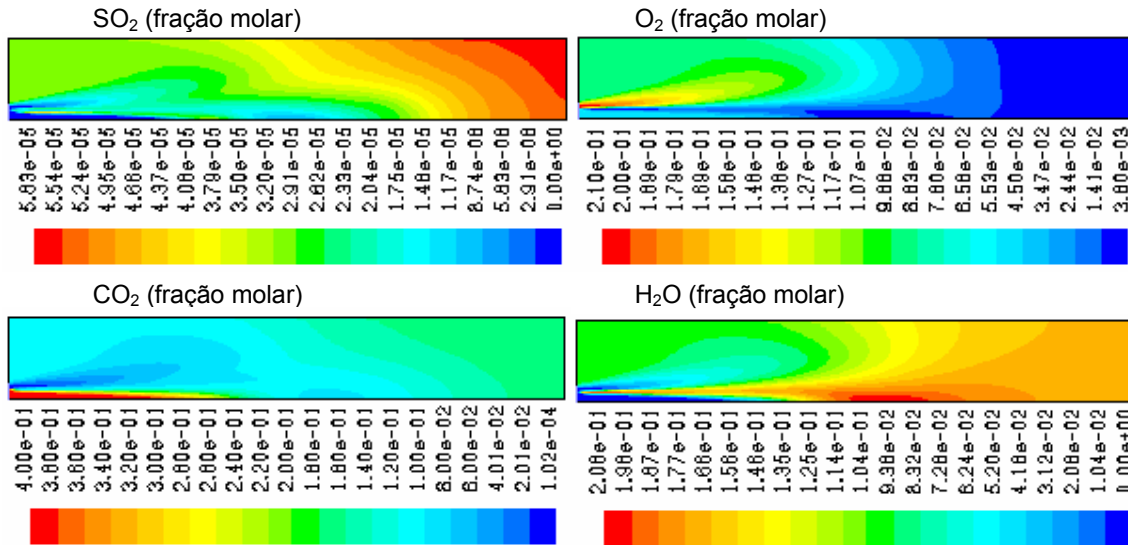 SO₂ (fração molar)
O₂ (fração molar)
5.83e-05
5.54e-05
5.24e-05
4.95e-05
4.66e-05
4.37e-05
4.08e-05
3.79e-05
3.50e-05
3.20e-05
2.91e-05
2.62e-05
2.33e-05
2.04e-05
1.75e-05
1.46e-05
1.17e-05
8.74e-06
5.83e-06
0.00e+00
2.10e-01
2.00e-01
1.89e-01
1.79e-01
1.69e-01
1.58e-01
1.48e-01
1.38e-01
1.27e-01
1.17e-01
1.07e-01
9.66e-02
8.63e-02
7.60e-02
6.56e-02
5.53e-02
4.50e-02
3.47e-02
2.44e-02
1.41e-02
3.80e-03
CO₂ (fração molar)
H₂O (fração molar)
4.00e-01
3.80e-01
3.60e-01
3.40e-01
3.20e-01
3.00e-01
2.80e-01
2.60e-01
2.40e-01
2.20e-01
2.00e-01
1.80e-01
1.60e-01
1.40e-01
1.20e-01
1.00e-01
8.00e-02
6.00e-02
4.01e-02
2.01e-02
1.02e-04
2.08e-01
1.98e-01
1.87e-01
1.77e-01
1.66e-01
1.56e-01
1.46e-01
1.35e-01
1.25e-01
1.14e-01
1.04e-01
9.36e-02
8.32e-02
7.28e-02
6.24e-02
5.20e-02
4.16e-02
3.12e-02
2.08e-02
1.04e-02
0.00e+00